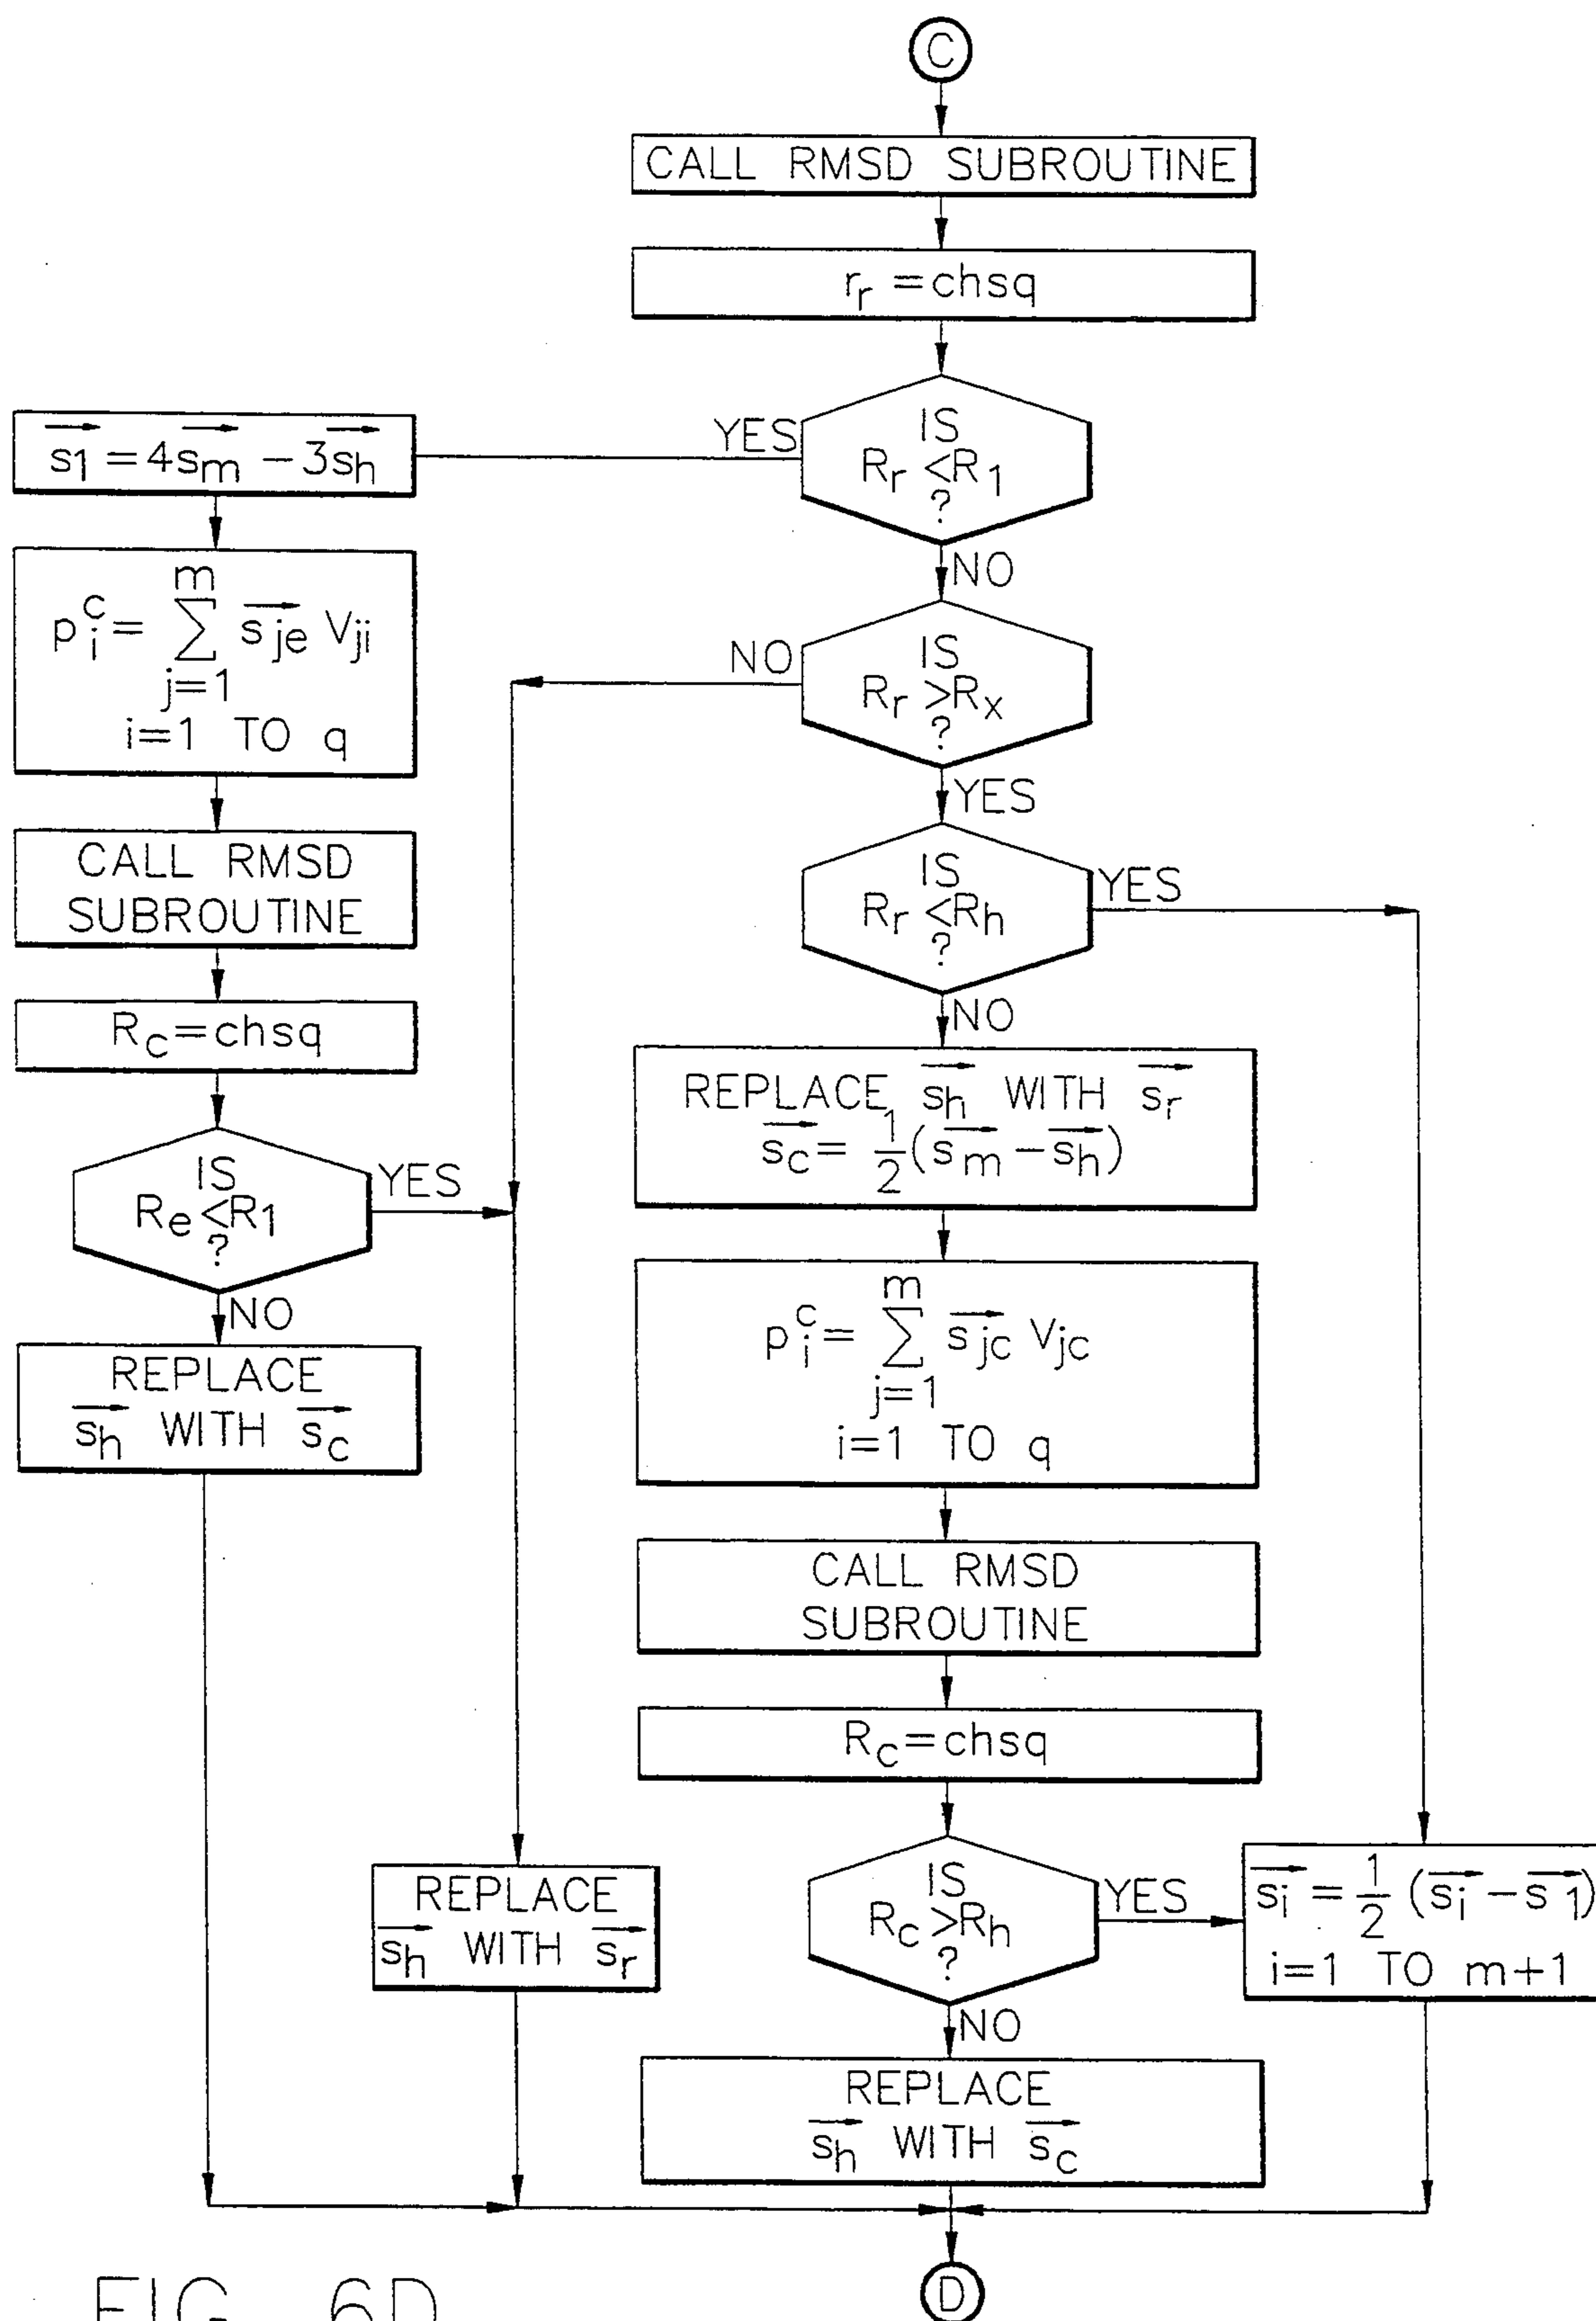 C
CALL RMSD SUBROUTINE
r_r = chsq
IS
R_r < R_1
?
YES
NO
s_1 = 4s_m - 3s_h
m
p_i^c = ∑ s_je V_ji
j=1
i=1 TO q
CALL RMSD
SUBROUTINE
R_c = chsq
IS
R_e < R_1
?
YES
NO
REPLACE
s_h WITH s_c
IS
R_r > R_x
?
NO
YES
IS
R_r < R_h
?
YES
NO
REPLACE s_h WITH s_r
s_c = 1/2 (s_m - s_h)
m
p_i^c = ∑ s_jc V_jc
j=1
i=1 TO q
CALL RMSD
SUBROUTINE
R_c = chsq
IS
R_c > R_h
?
YES
NO
REPLACE
s_h WITH s_r
s_i = 1/2 (s_i - s_1)
i=1 TO m+1
REPLACE
s_h WITH s_c
D
FIG. 6D